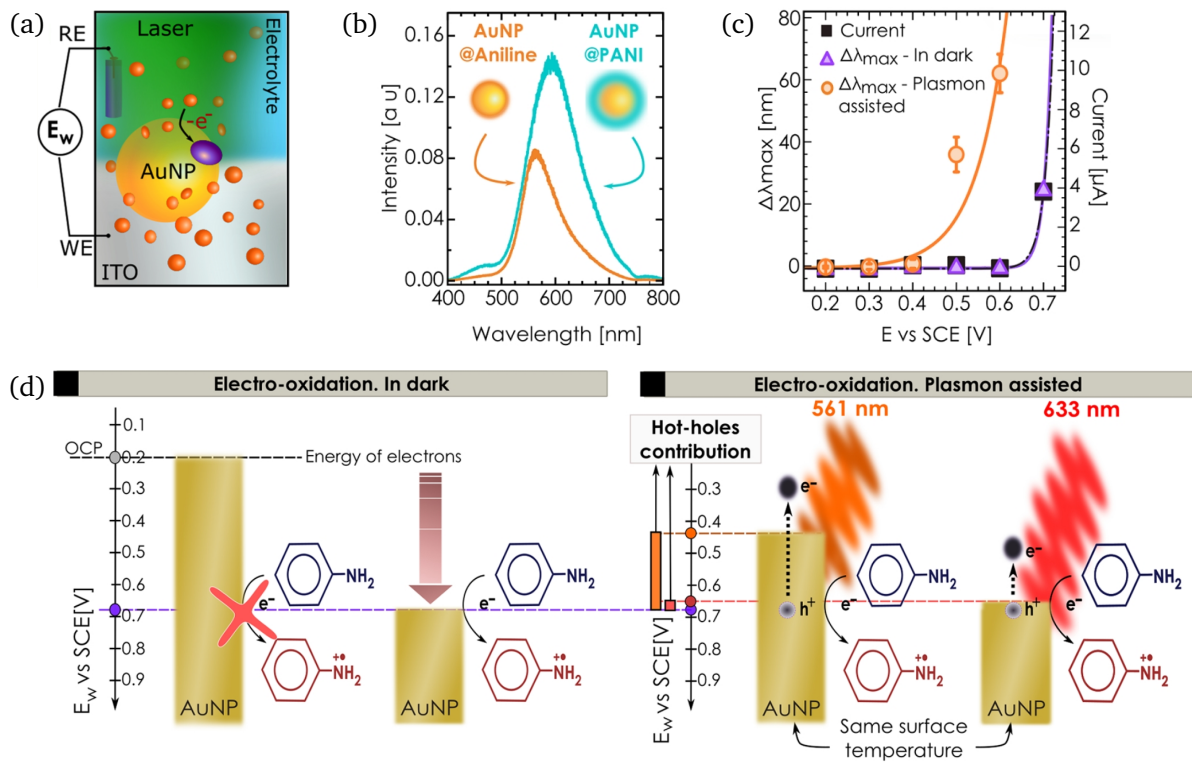 (a)
RE
Laser
Electrolyte
-e⁻
E_w
AuNP
WE
ITO
(b)
AuNP
@Aniline
AuNP
@PANI
Intensity [a u]
0.16
0.12
0.08
0.04
0.00
400 500 600 700 800
Wavelength [nm]
(c)
Current
Δλmax - In dark
Δλmax - Plasmon
assisted
Δλmax [nm]
80
60
40
20
0
Current [μA]
12
10
8
6
4
2
0
0.2 0.3 0.4 0.5 0.6 0.7
E vs SCE [V]
(d)
Electro-oxidation. In dark
E_w vs SCE[V]
0.1
OCP
0.2
0.3
0.4
0.5
0.6
0.7
0.8
0.9
Energy of electrons
NH₂
e⁻
+•
NH₂
AuNP
NH₂
e⁻
+•
NH₂
AuNP
Electro-oxidation. Plasmon assisted
561 nm
633 nm
Hot-holes
contribution
E_w vs SCE[V]
0.3
0.4
0.5
0.6
0.7
0.8
0.9
e⁻
h⁺
NH₂
e⁻
+•
NH₂
AuNP
e⁻
h⁺
NH₂
e⁻
+•
NH₂
AuNP
Same surface
temperature